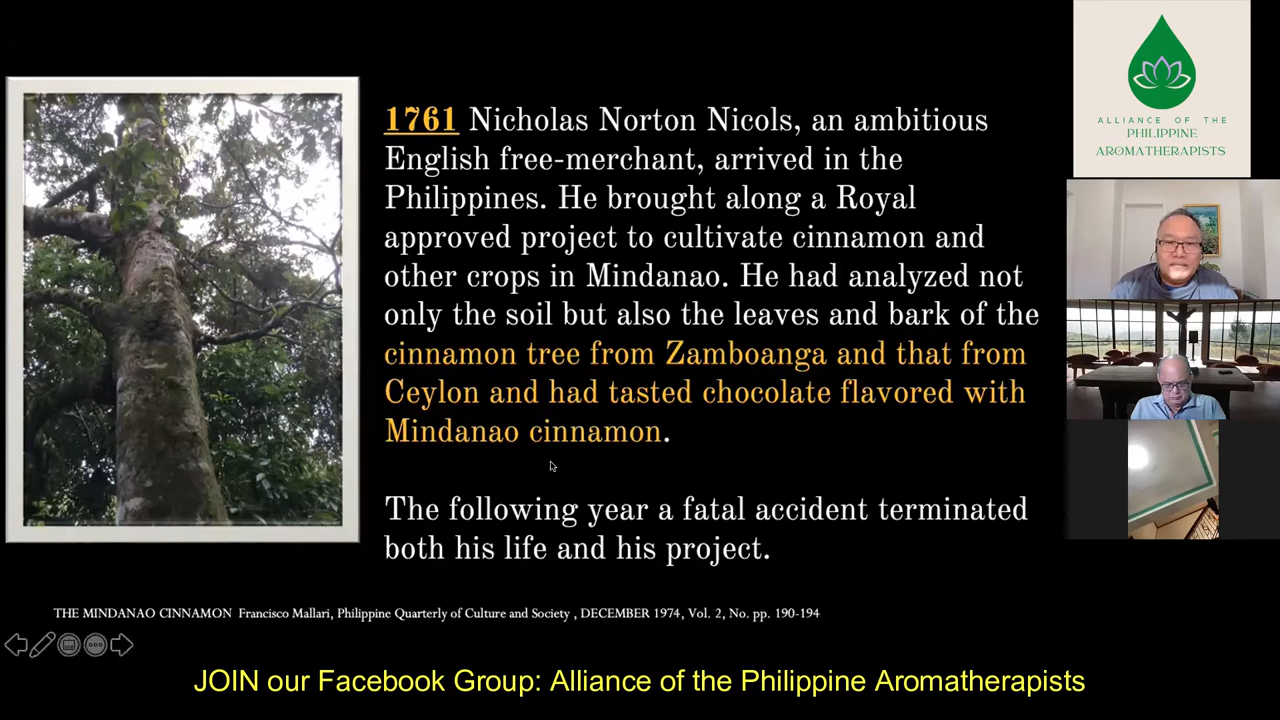 1761 Nicholas Norton Nicols, an ambitious
English free-merchant, arrived in the
Philippines. He brought along a Royal
approved project to cultivate cinnamon and
other crops in Mindanao. He had analyzed not
only the soil but also the leaves and bark of the
cinnamon tree from Zamboanga and that from
Ceylon and had tasted chocolate flavored with
Mindanao cinnamon.
The following year a fatal accident terminated
both his life and his project.
THE MINDANAO CINNAMON Francisco Mallari, Philippine Quarterly of Culture and Society , DECEMBER 1974, Vol. 2, No. pp. 190-194
JOIN our Facebook Group: Alliance of the Philippine Aromatherapists
ALLIANCE OF THE
PHILIPPINE
AROMATHERAPISTS